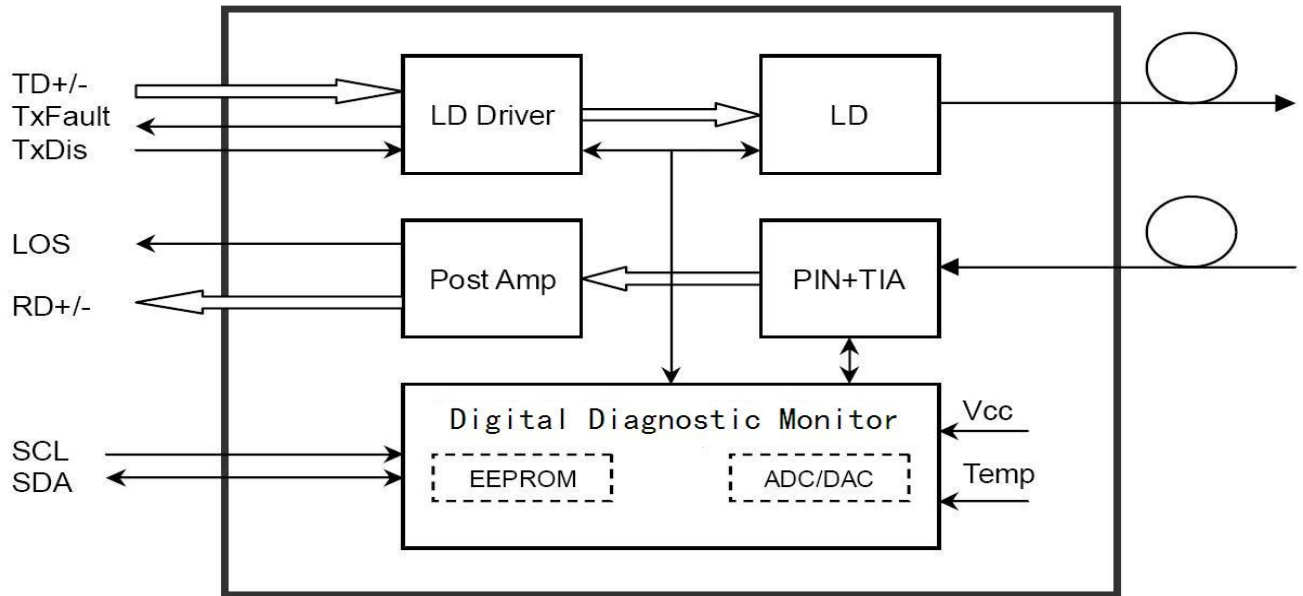 TD+/-
TxFault
TxDis
LD Driver
LD
LOS
RD+/-
Post Amp
PIN+TIA
Digital Diagnostic Monitor
EEPROM
ADC/DAC
SCL
SDA
Vcc
Temp